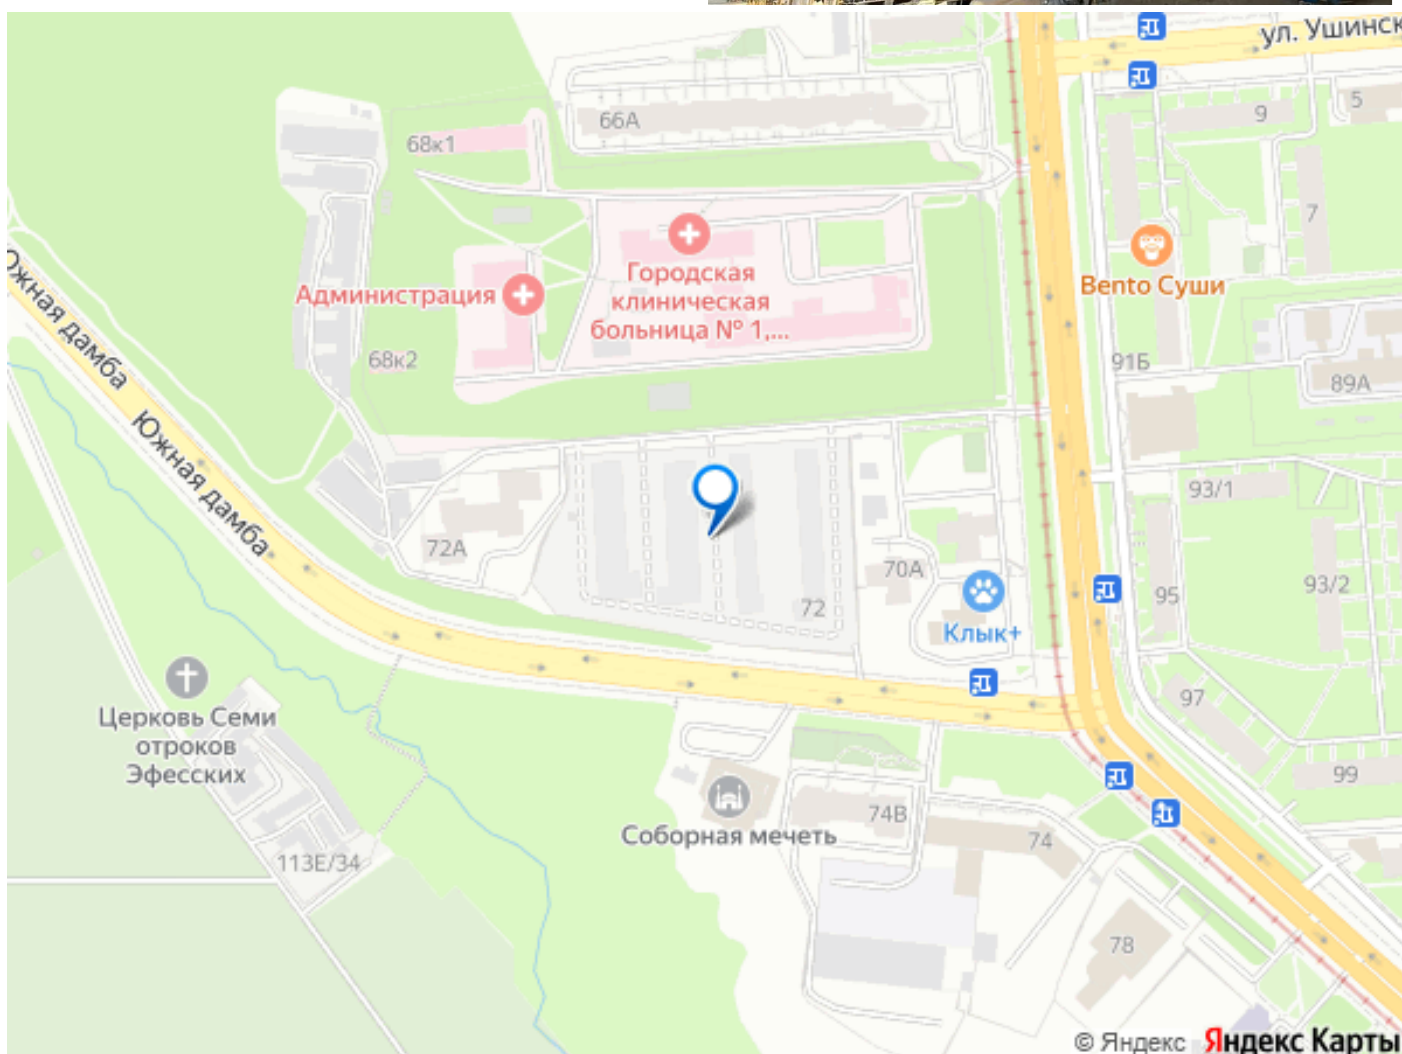 ул. Ушинск
5
9
66А
68к1
7
Городская
клиническая
больница № 1,...
Администрация
Bento Суши
Южная дамба
68к2
91Б
89А
Южная дамба
93/1
72А
70А
72
95
93/2
Клык+
97
Церковь Семи
отроков
Эфесских
99
74В
Соборная мечеть
74
113Е/34
78
© Яндекс Яндекс Карты